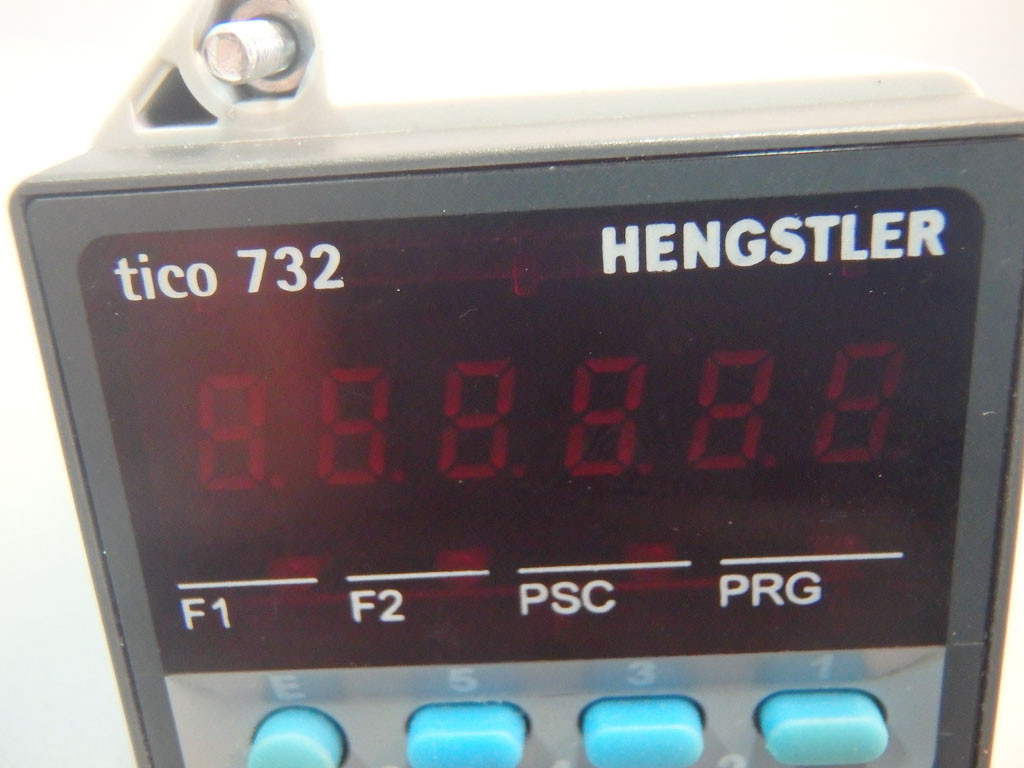 tico 732 HENGSTLER
F1 F2 PSC PRG
E 5 3 1